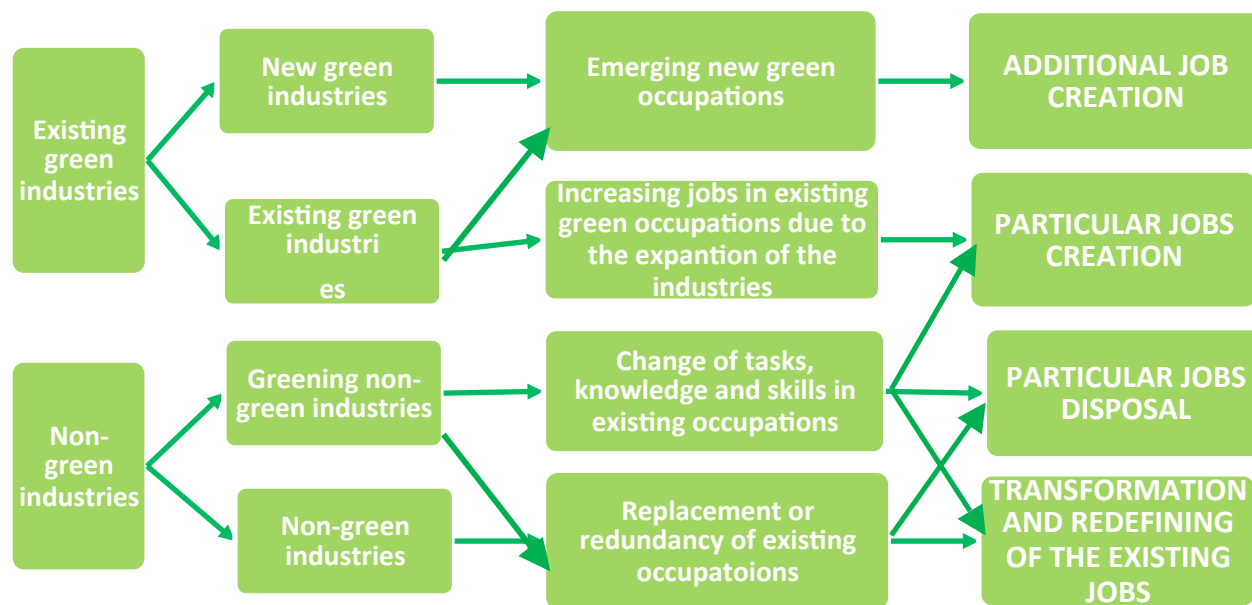 Existing
green
industries
New green
industries
Existing green
industri
es
Emerging new green
occupations
Increasing jobs in existing
green occupations due to
the expantion of the
industries
ADDITIONAL JOB
CREATION
PARTICULAR JOBS
CREATION
Non-
green
industries
Greening non-
green industries
Non-green
industries
Change of tasks,
knowledge and skills in
existing occupations
Replacement or
redundancy of existing
occupatoions
PARTICULAR JOBS
DISPOSAL
TRANSFORMATION
AND REDEFINING
OF THE EXISTING
JOBS